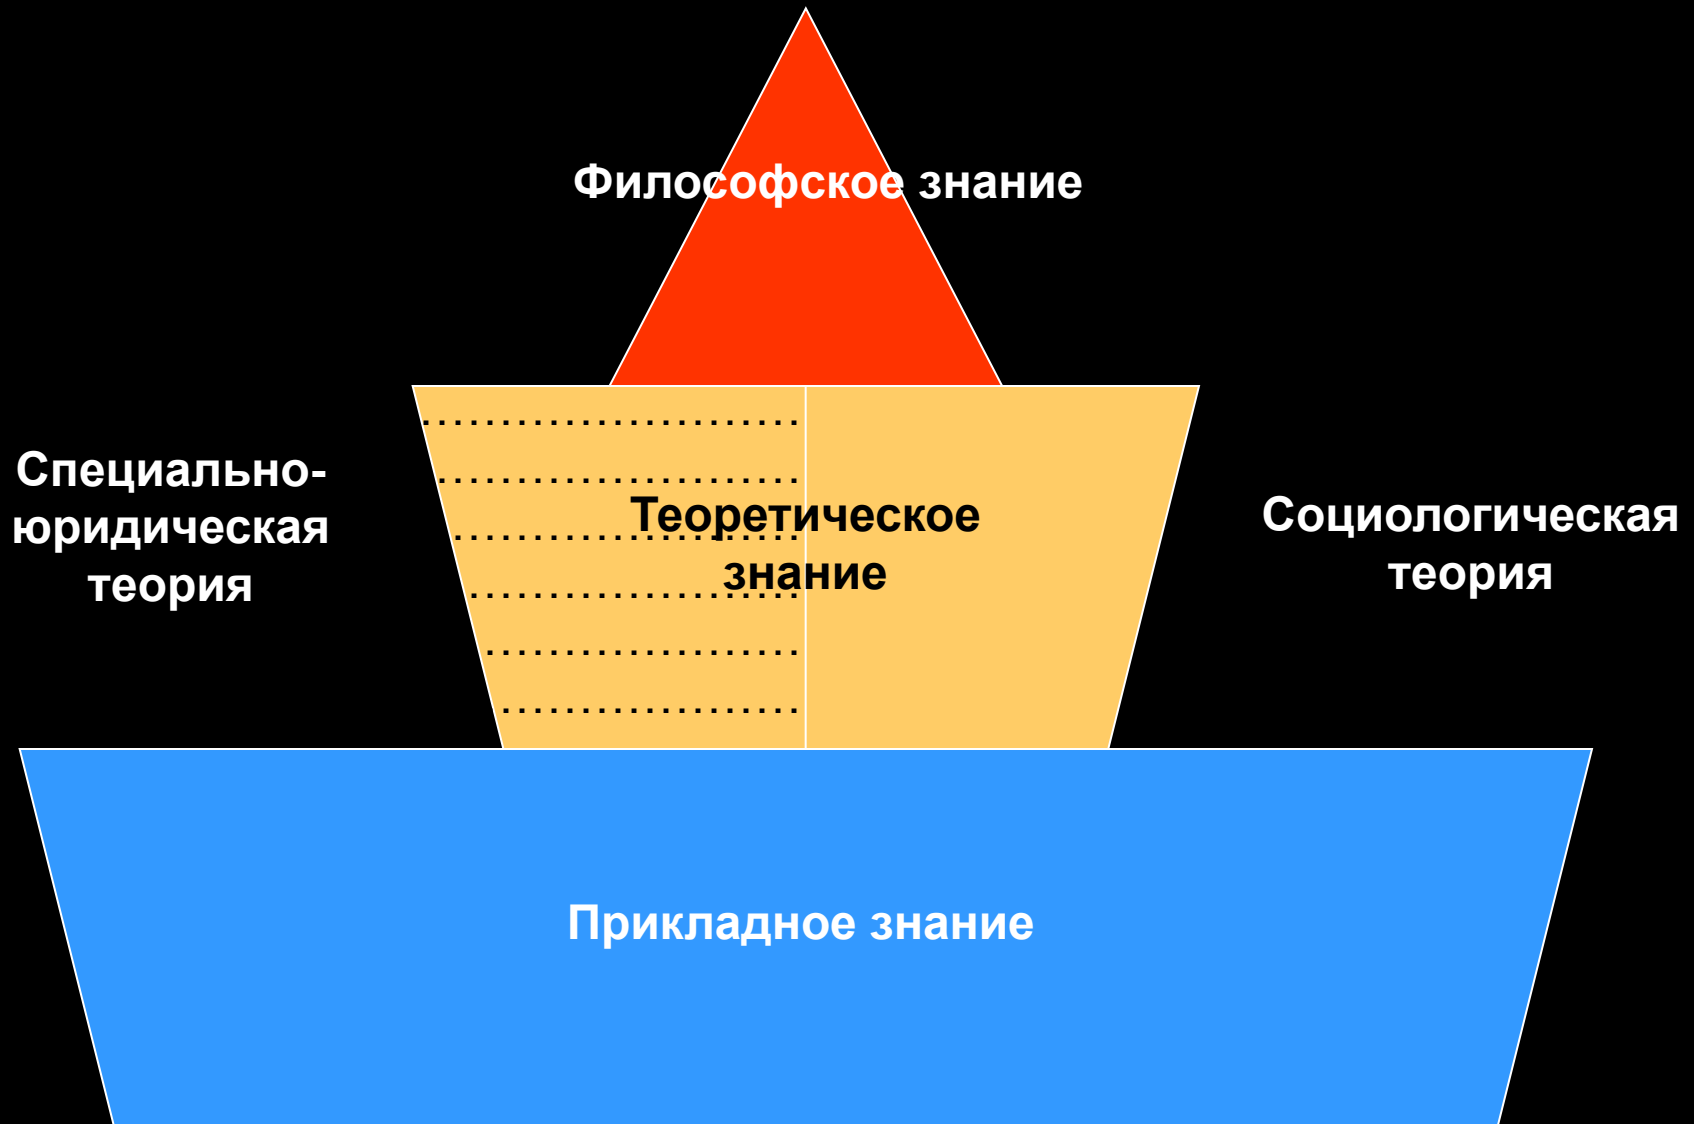 Философское знание
Специально-
юридическая
теория
Теоретическое
знание
Социологическая
теория
Прикладное знание